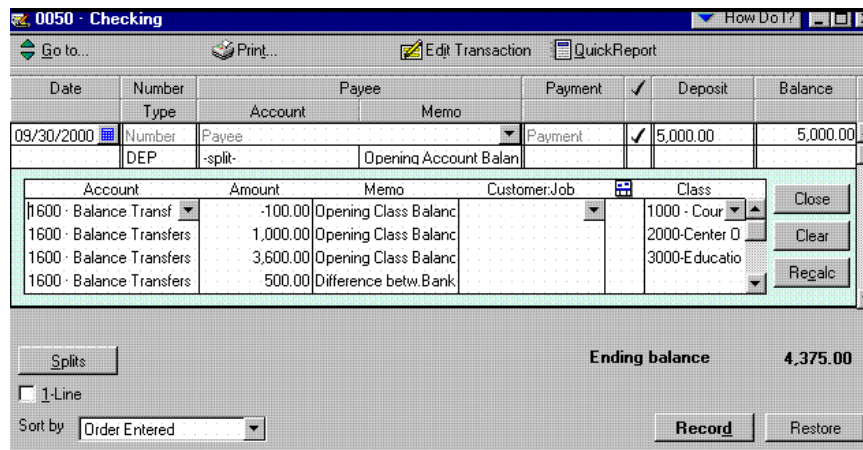 0050 · Checking How Do I?
Go to... Print... Edit Transaction QuickReport
Date Number Payee Payment ✓ Deposit Balance
Type Account Memo
09/30/2000 Number Payee Payment ✓ 5,000.00 5,000.00
DEP -split- Opening Account Balan
Account Amount Memo Customer:Job Class
1600 · Balance Transf -100.00 Opening Class Balanc 1000 - Cour
1600 · Balance Transfers 1,000.00 Opening Class Balanc 2000-Center O
1600 · Balance Transfers 3,600.00 Opening Class Balanc 3000-Educatio
1600 · Balance Transfers 500.00 Difference betw.Bank
Close
Clear
Recalc
Splits Ending balance 4,375.00
1-Line
Sort by Order Entered Record Restore